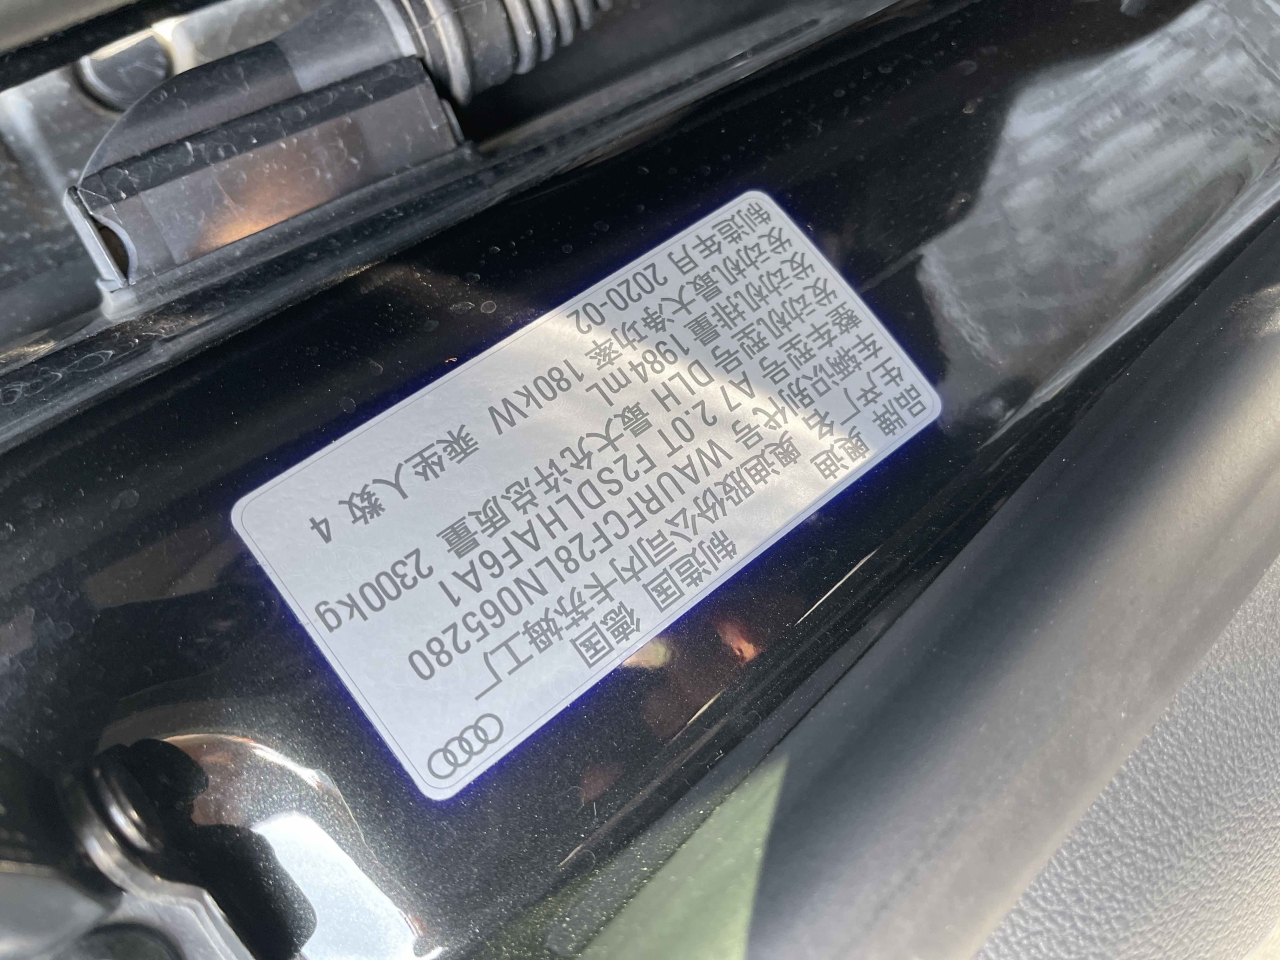 品牌 奥迪 制造国 德国
生产厂名 奥迪股份公司内卡苏姆工厂
车辆识别代号 WAURFCF28LN065280
整车型号 A7 2.0T F2SDLHAF6A1
发动机型号 DLH 最大允许总质量 2300kg
发动机排量 1984mL
发动机最大净功率 180kW 乘坐人数 4
制造年月 2020-02